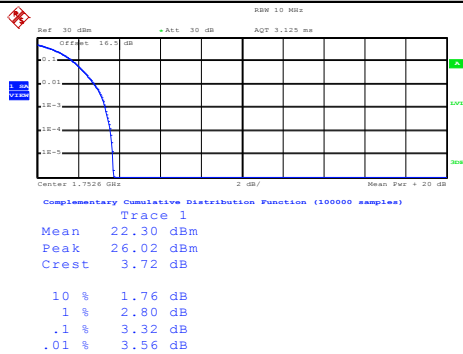 RBW 10 MHz
Ref 30 dBm *Att 30 dB AQT 3.125 ms
Offset 16.5 dB
0.1
A
0.01
1 SA
VIEW
1E-3
LVL
1E-4
1E-5
3DB
Center 1.7526 GHz 2 dB/ Mean Pwr + 20 dB
Complementary Cumulative Distribution Function (100000 samples)
Trace 1
Mean 22.30 dBm
Peak 26.02 dBm
Crest 3.72 dB
10 % 1.76 dB
1 % 2.80 dB
.1 % 3.32 dB
.01 % 3.56 dB